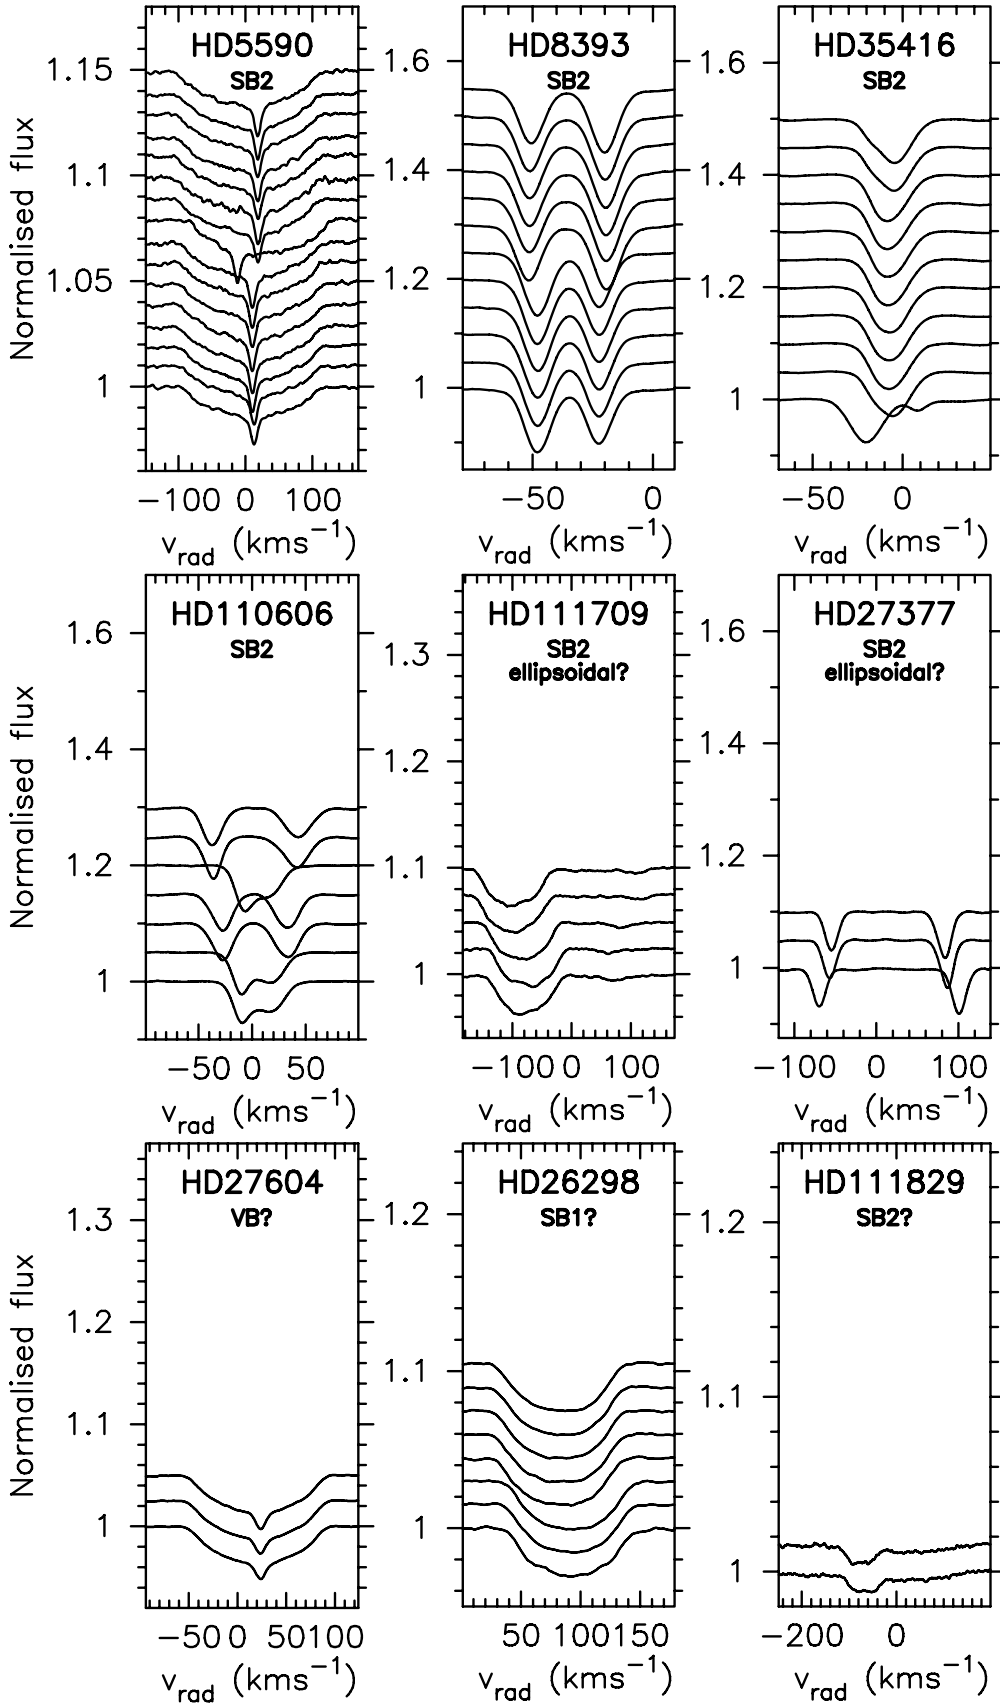 HD5590
SB2
1.15
1.1
1.05
1
Normalised flux
−100 0 100
v_rad (kms−1)
HD8393
SB2
1.6
1.4
1.2
1
−50 0
v_rad (kms−1)
HD35416
SB2
1.6
1.4
1.2
1
−50 0
v_rad (kms−1)
HD110606
SB2
1.6
1.4
1.2
1
Normalised flux
−50 0 50
v_rad (kms−1)
HD111709
SB2
ellipsoidal?
1.3
1.2
1.1
1
−100 0 100
v_rad (kms−1)
HD27377
SB2
ellipsoidal?
1.6
1.4
1.2
1
−100 0 100
v_rad (kms−1)
HD27604
VB?
1.3
1.2
1.1
1
Normalised flux
−50 0 50 100
v_rad (kms−1)
HD26298
SB1?
1.2
1.1
1
50 100 150
v_rad (kms−1)
HD111829
SB2?
1.2
1.1
1
−200 0
v_rad (kms−1)